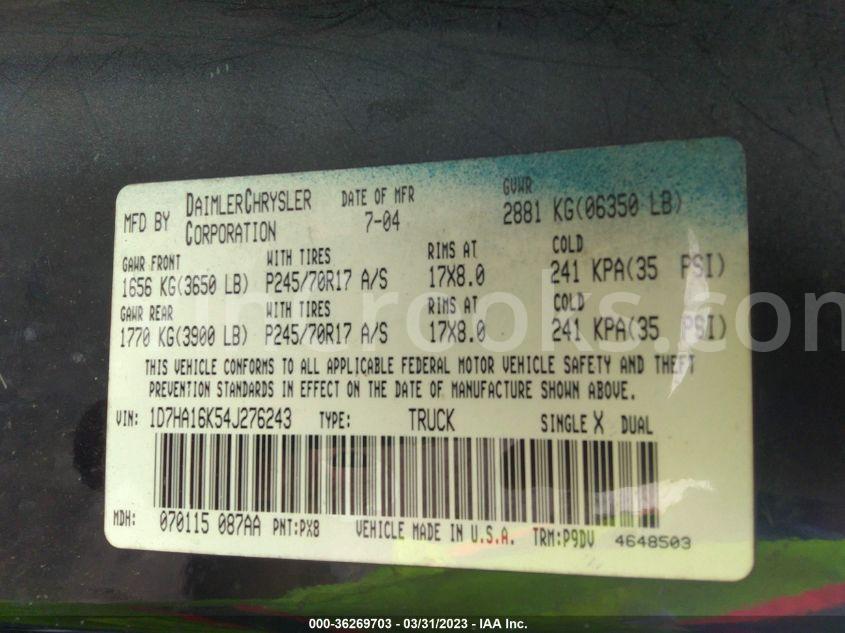 MFD BY DAIMLERCHRYSLER CORPORATION DATE OF MFR 7-04 GVWR 2881 KG(06350 LB)
GAWR FRONT WITH TIRES RIMS AT COLD
1656 KG(3650 LB) P245/70R17 A/S 17X8.0 241 KPA(35 PSI)
GAWR REAR WITH TIRES RIMS AT COLD
1770 KG(3900 LB) P245/70R17 A/S 17X8.0 241 KPA(35 PSI)
THIS VEHICLE CONFORMS TO ALL APPLICABLE FEDERAL MOTOR VEHICLE SAFETY AND THEFT
PREVENTION STANDARDS IN EFFECT ON THE DATE OF MANUFACTURE SHOWN ABOVE.
VIN: 1D7HA16K54J276243 TYPE: TRUCK SINGLE X DUAL
MDH: 070115 087AA PNT:PX8 VEHICLE MADE IN U.S.A. TRM:P9DV 4648503
000-36269703 - 03/31/2023 - IAA Inc.